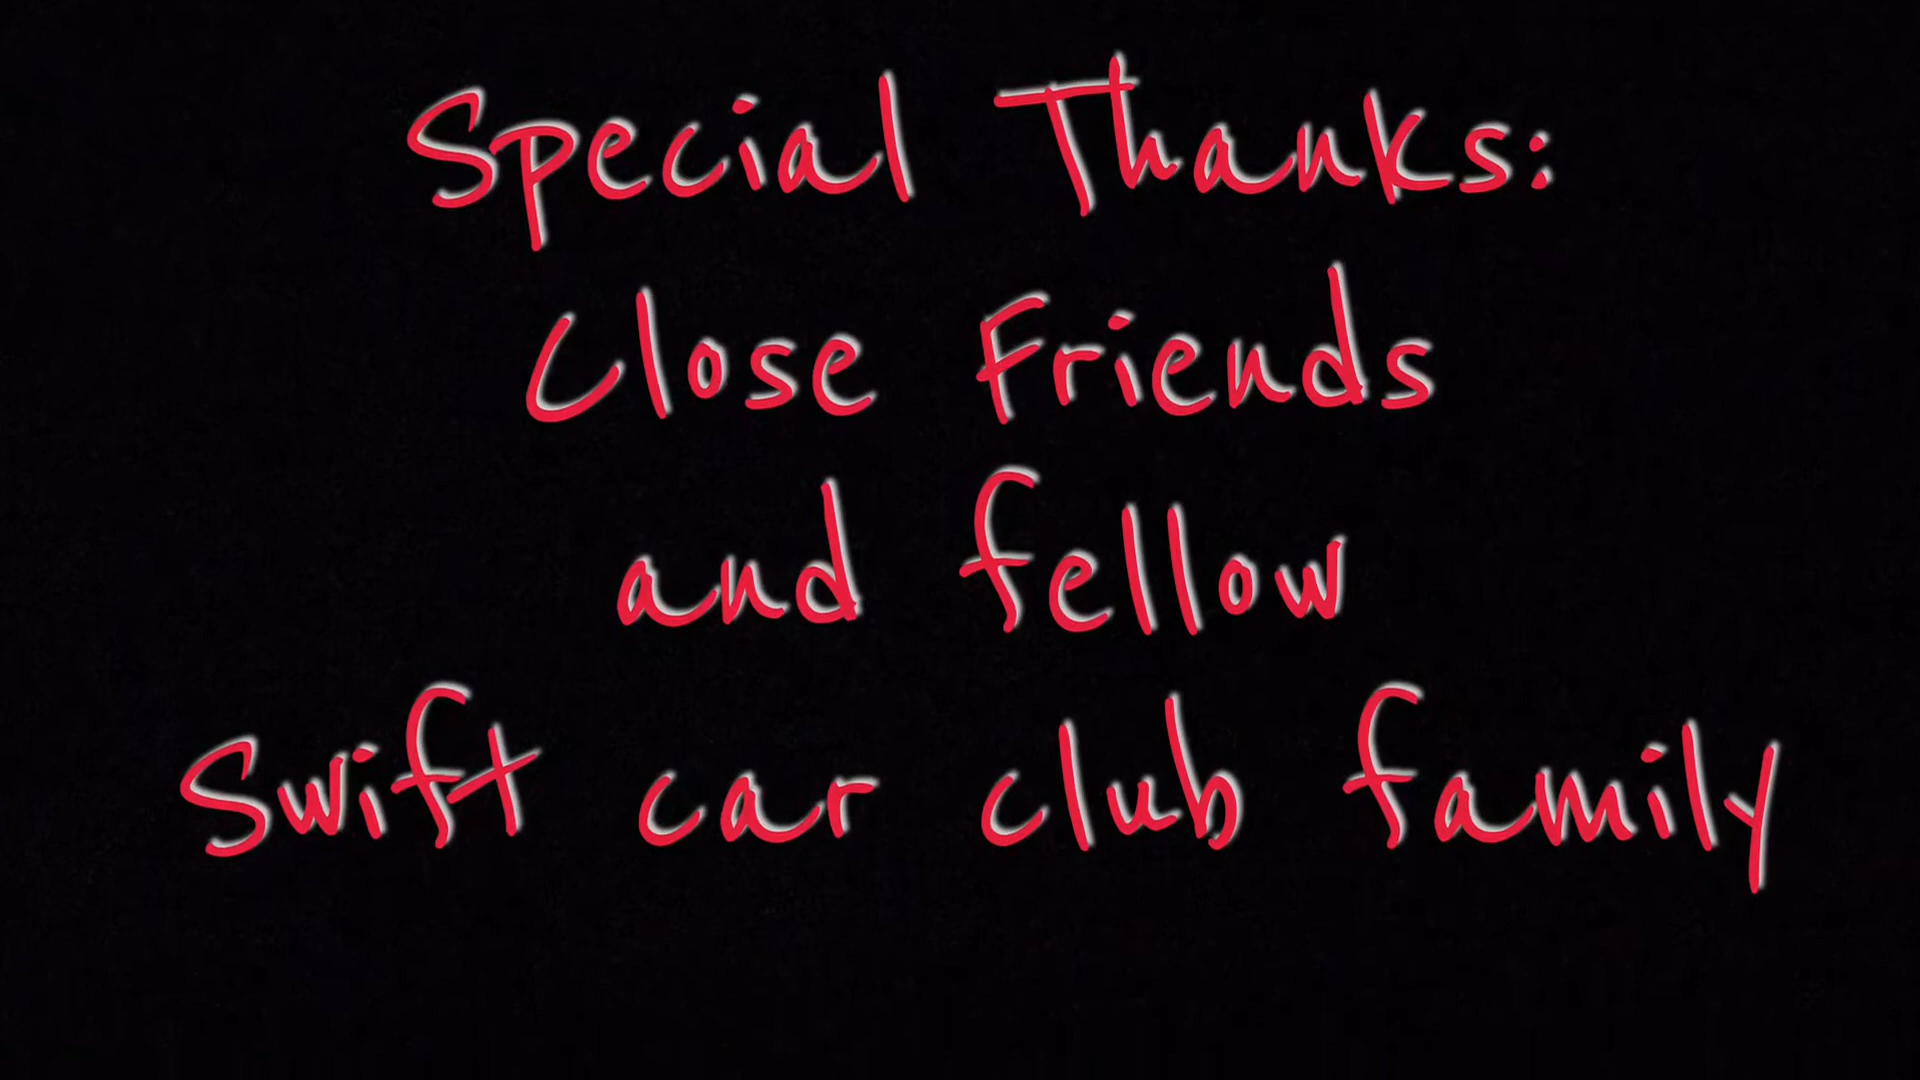 Special Thanks:
Close Friends
and fellow
Swift car club family